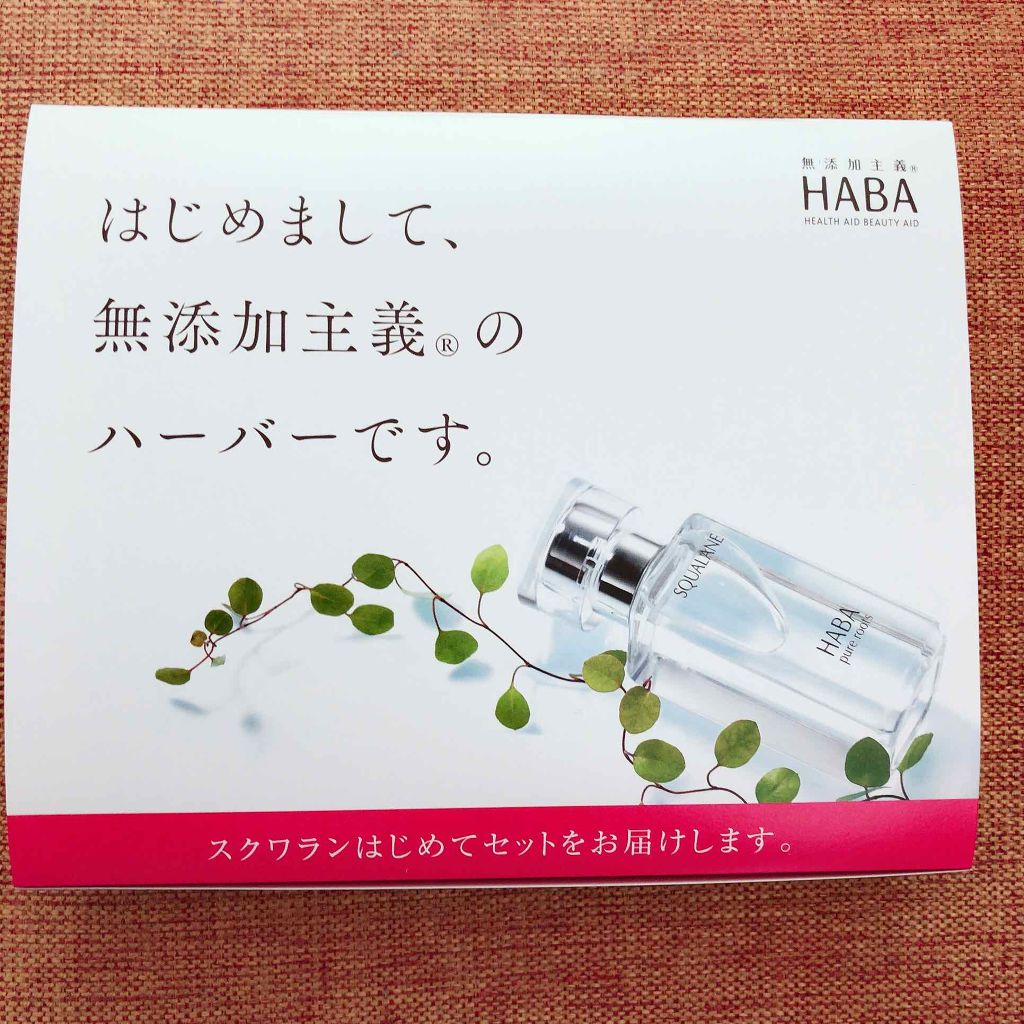 無添加主義®
HABA
HEALTH AID BEAUTY AID
はじめまして、
無添加主義®の
ハーバーです。
SQUALANE
HABA
pure roots
スクワランはじめてセットをお届けします。